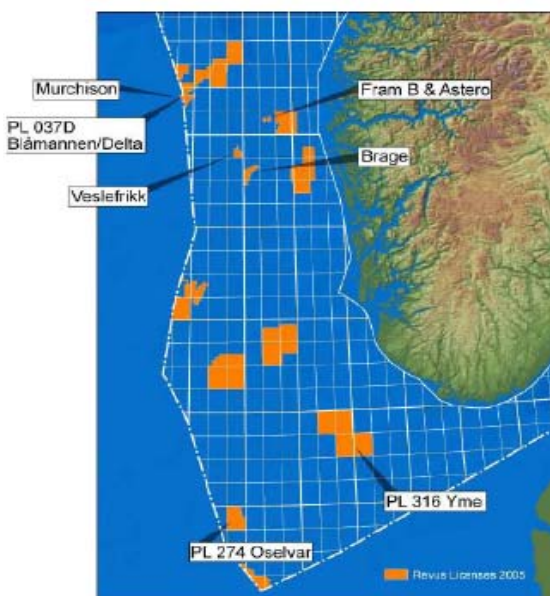 Murchison
Fram B & Astero
PL 037D
Blåmannen/Delta
Brage
Veslefrikk
PL 316 Yme
PL 274 Oselvar
Revus Licenses 2005